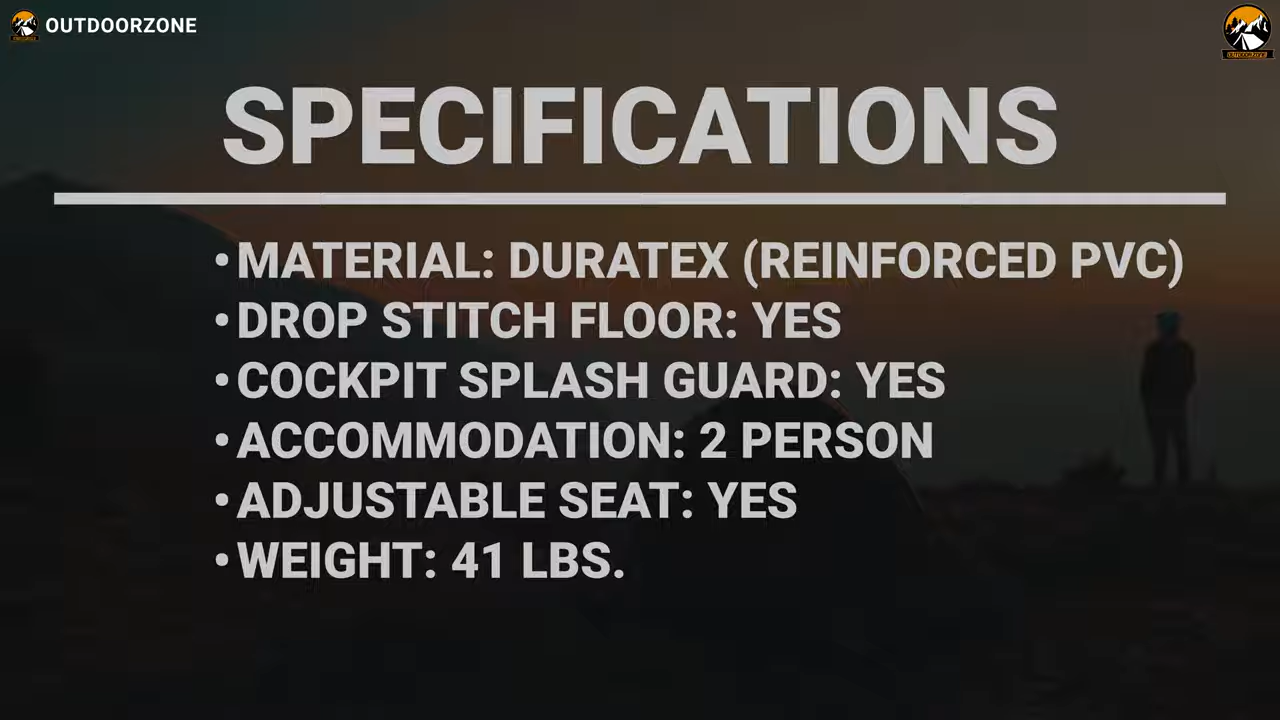 OUTDOORZONE
OUTDOORZONE
SPECIFICATIONS
•MATERIAL: DURATEX (REINFORCED PVC)
•DROP STITCH FLOOR: YES
•COCKPIT SPLASH GUARD: YES
•ACCOMMODATION: 2 PERSON
•ADJUSTABLE SEAT: YES
•WEIGHT: 41 LBS.